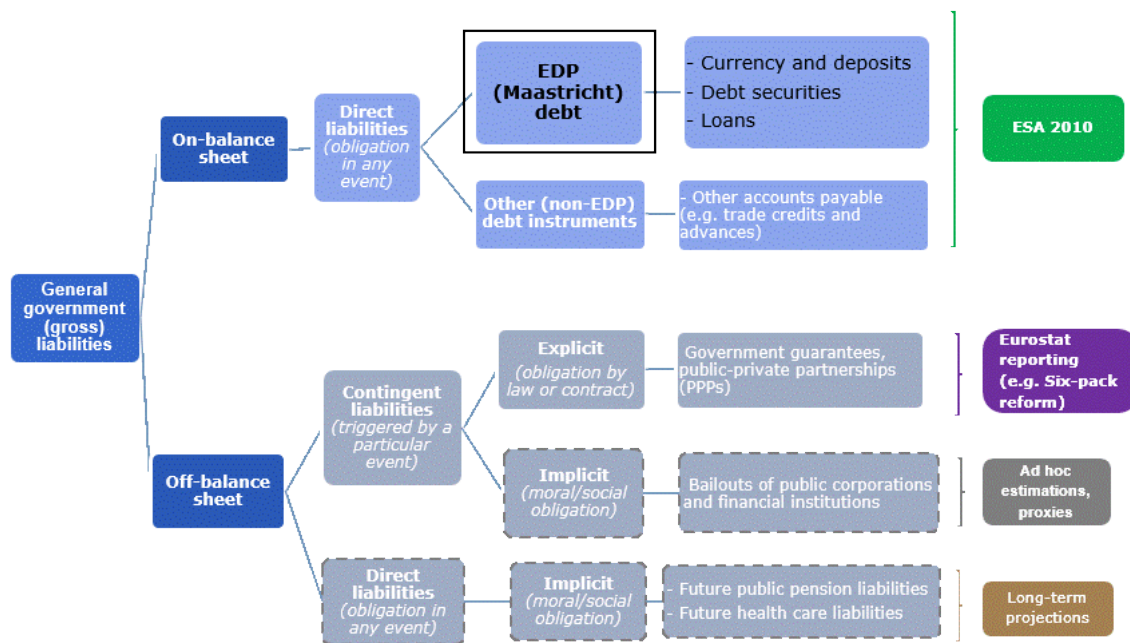 EDP
(Maastricht)
debt
- Currency and deposits
- Debt securities
- Loans
ESA 2010
Direct
liabilities
(obligation
in any
event)
On-balance
sheet
Other (non-EDP)
debt instruments
- Other accounts payable
(e.g. trade credits and
advances)
General
government
(gross)
liabilities
Explicit
(obligation by
law or contract)
Government guarantees,
public-private partnerships
(PPPs)
Eurostat
reporting
(e.g. Six-pack
reform)
Contingent
liabilities
(triggered by a
particular
event)
Off-balance
sheet
Implicit
(moral/social
obligation)
Bailouts of public corporations
and financial institutions
Ad hoc
estimations,
proxies
Direct
liabilities
(obligation in
any event)
Implicit
(moral/social
obligation)
- Future public pension liabilities
- Future health care liabilities
Long-term
projections